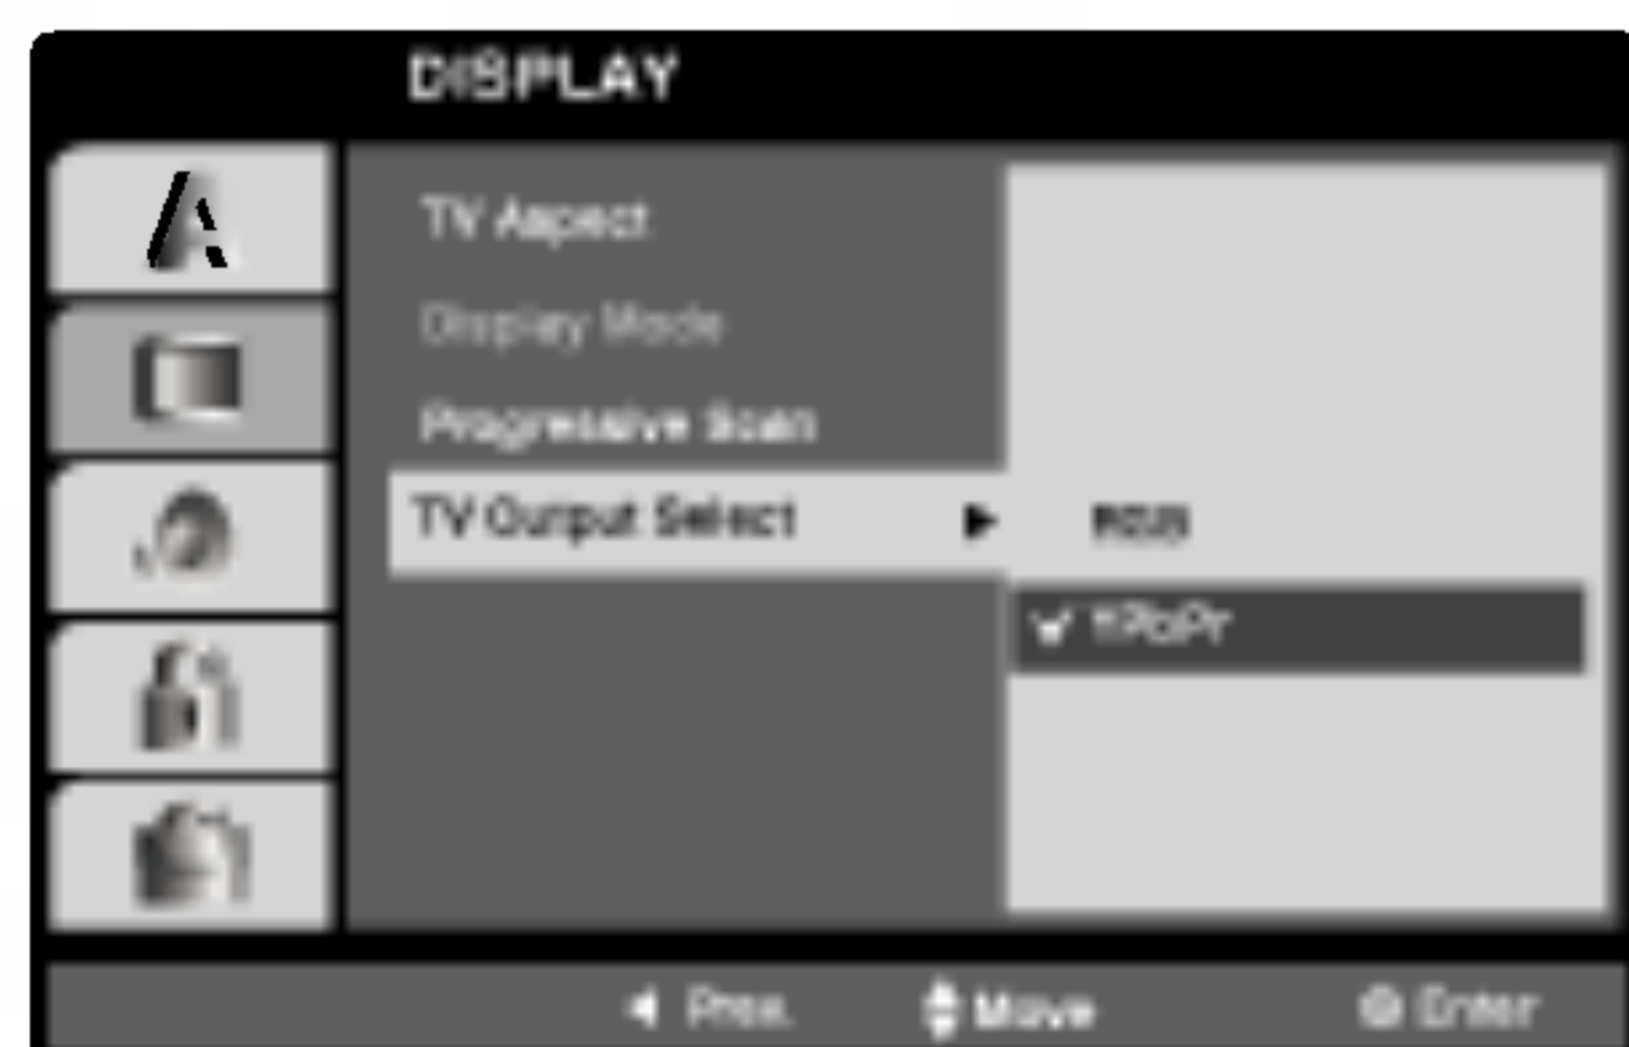 DISPLAY
TV Aspect
Display Mode
Progressive Scan
TV Output Select ► RGB
✔ YPbPr
◄ Prev. Move Enter